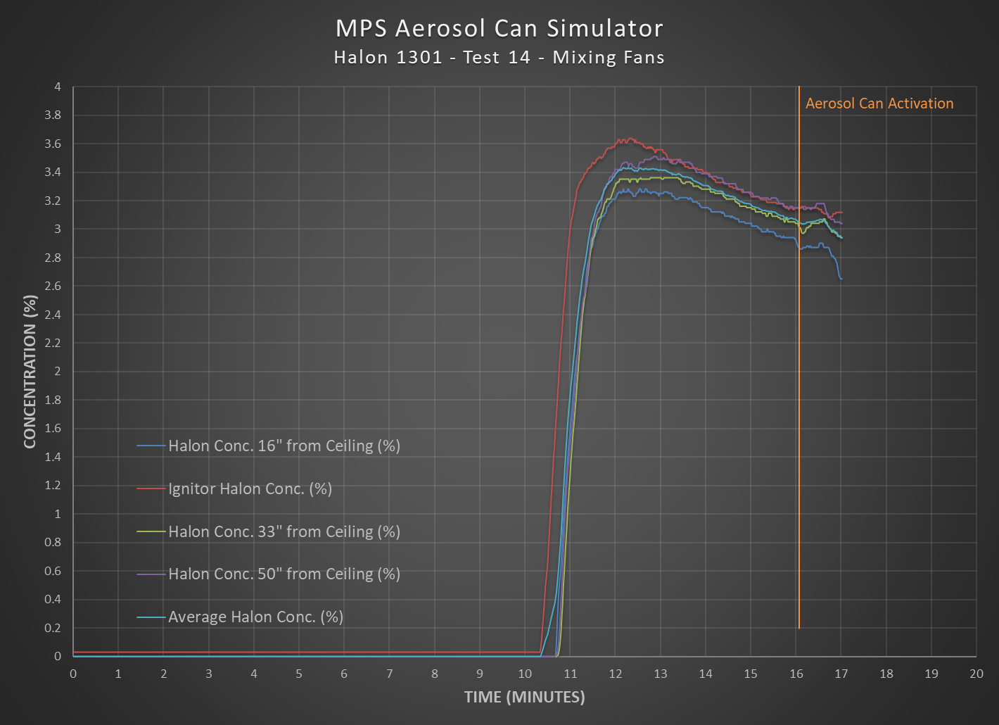 MPS Aerosol Can Simulator
Halon 1301 - Test 14 - Mixing Fans
4
3.8
3.6
3.4
3.2
3
2.8
2.6
2.4
2.2
2
1.8
1.6
1.4
1.2
1
0.8
0.6
0.4
0.2
0
CONCENTRATION (%)
Aerosol Can Activation
Halon Conc. 16" from Ceiling (%)
Ignitor Halon Conc. (%)
Halon Conc. 33" from Ceiling (%)
Halon Conc. 50" from Ceiling (%)
Average Halon Conc. (%)
0 1 2 3 4 5 6 7 8 9 10 11 12 13 14 15 16 17 18 19 20
TIME (MINUTES)